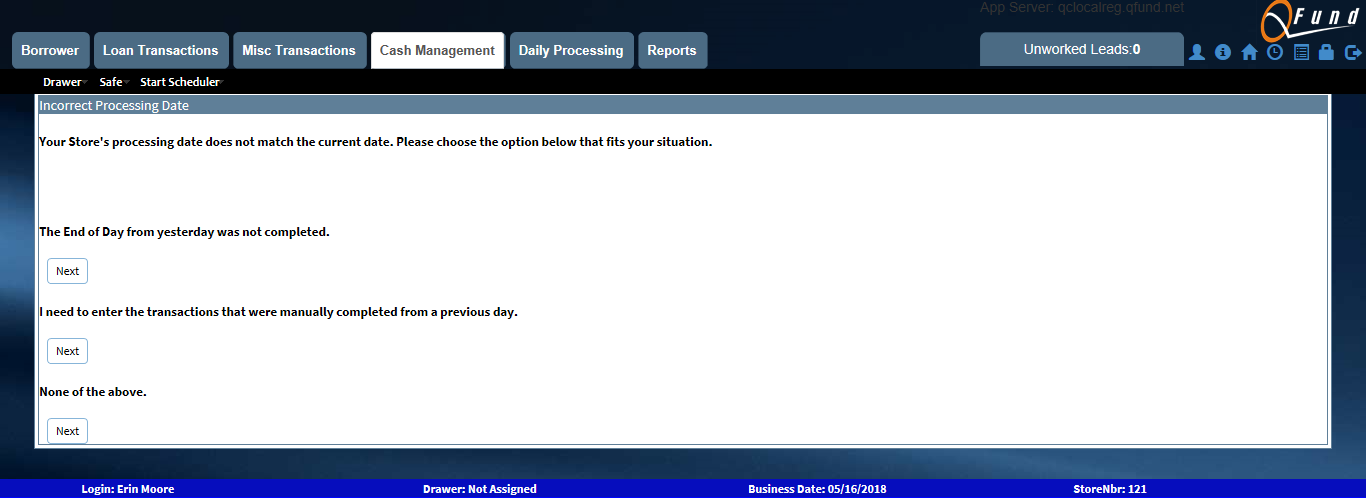 App Server: qclocalreg.qfund.net
QFund
Borrower Loan Transactions Misc Transactions Cash Management Daily Processing Reports Unworked Leads:0
Drawer Safe Start Scheduler
Incorrect Processing Date
Your Store's processing date does not match the current date. Please choose the option below that fits your situation.
The End of Day from yesterday was not completed.
Next
I need to enter the transactions that were manually completed from a previous day.
Next
None of the above.
Next
Login: Erin Moore Drawer: Not Assigned Business Date: 05/16/2018 StoreNbr: 121